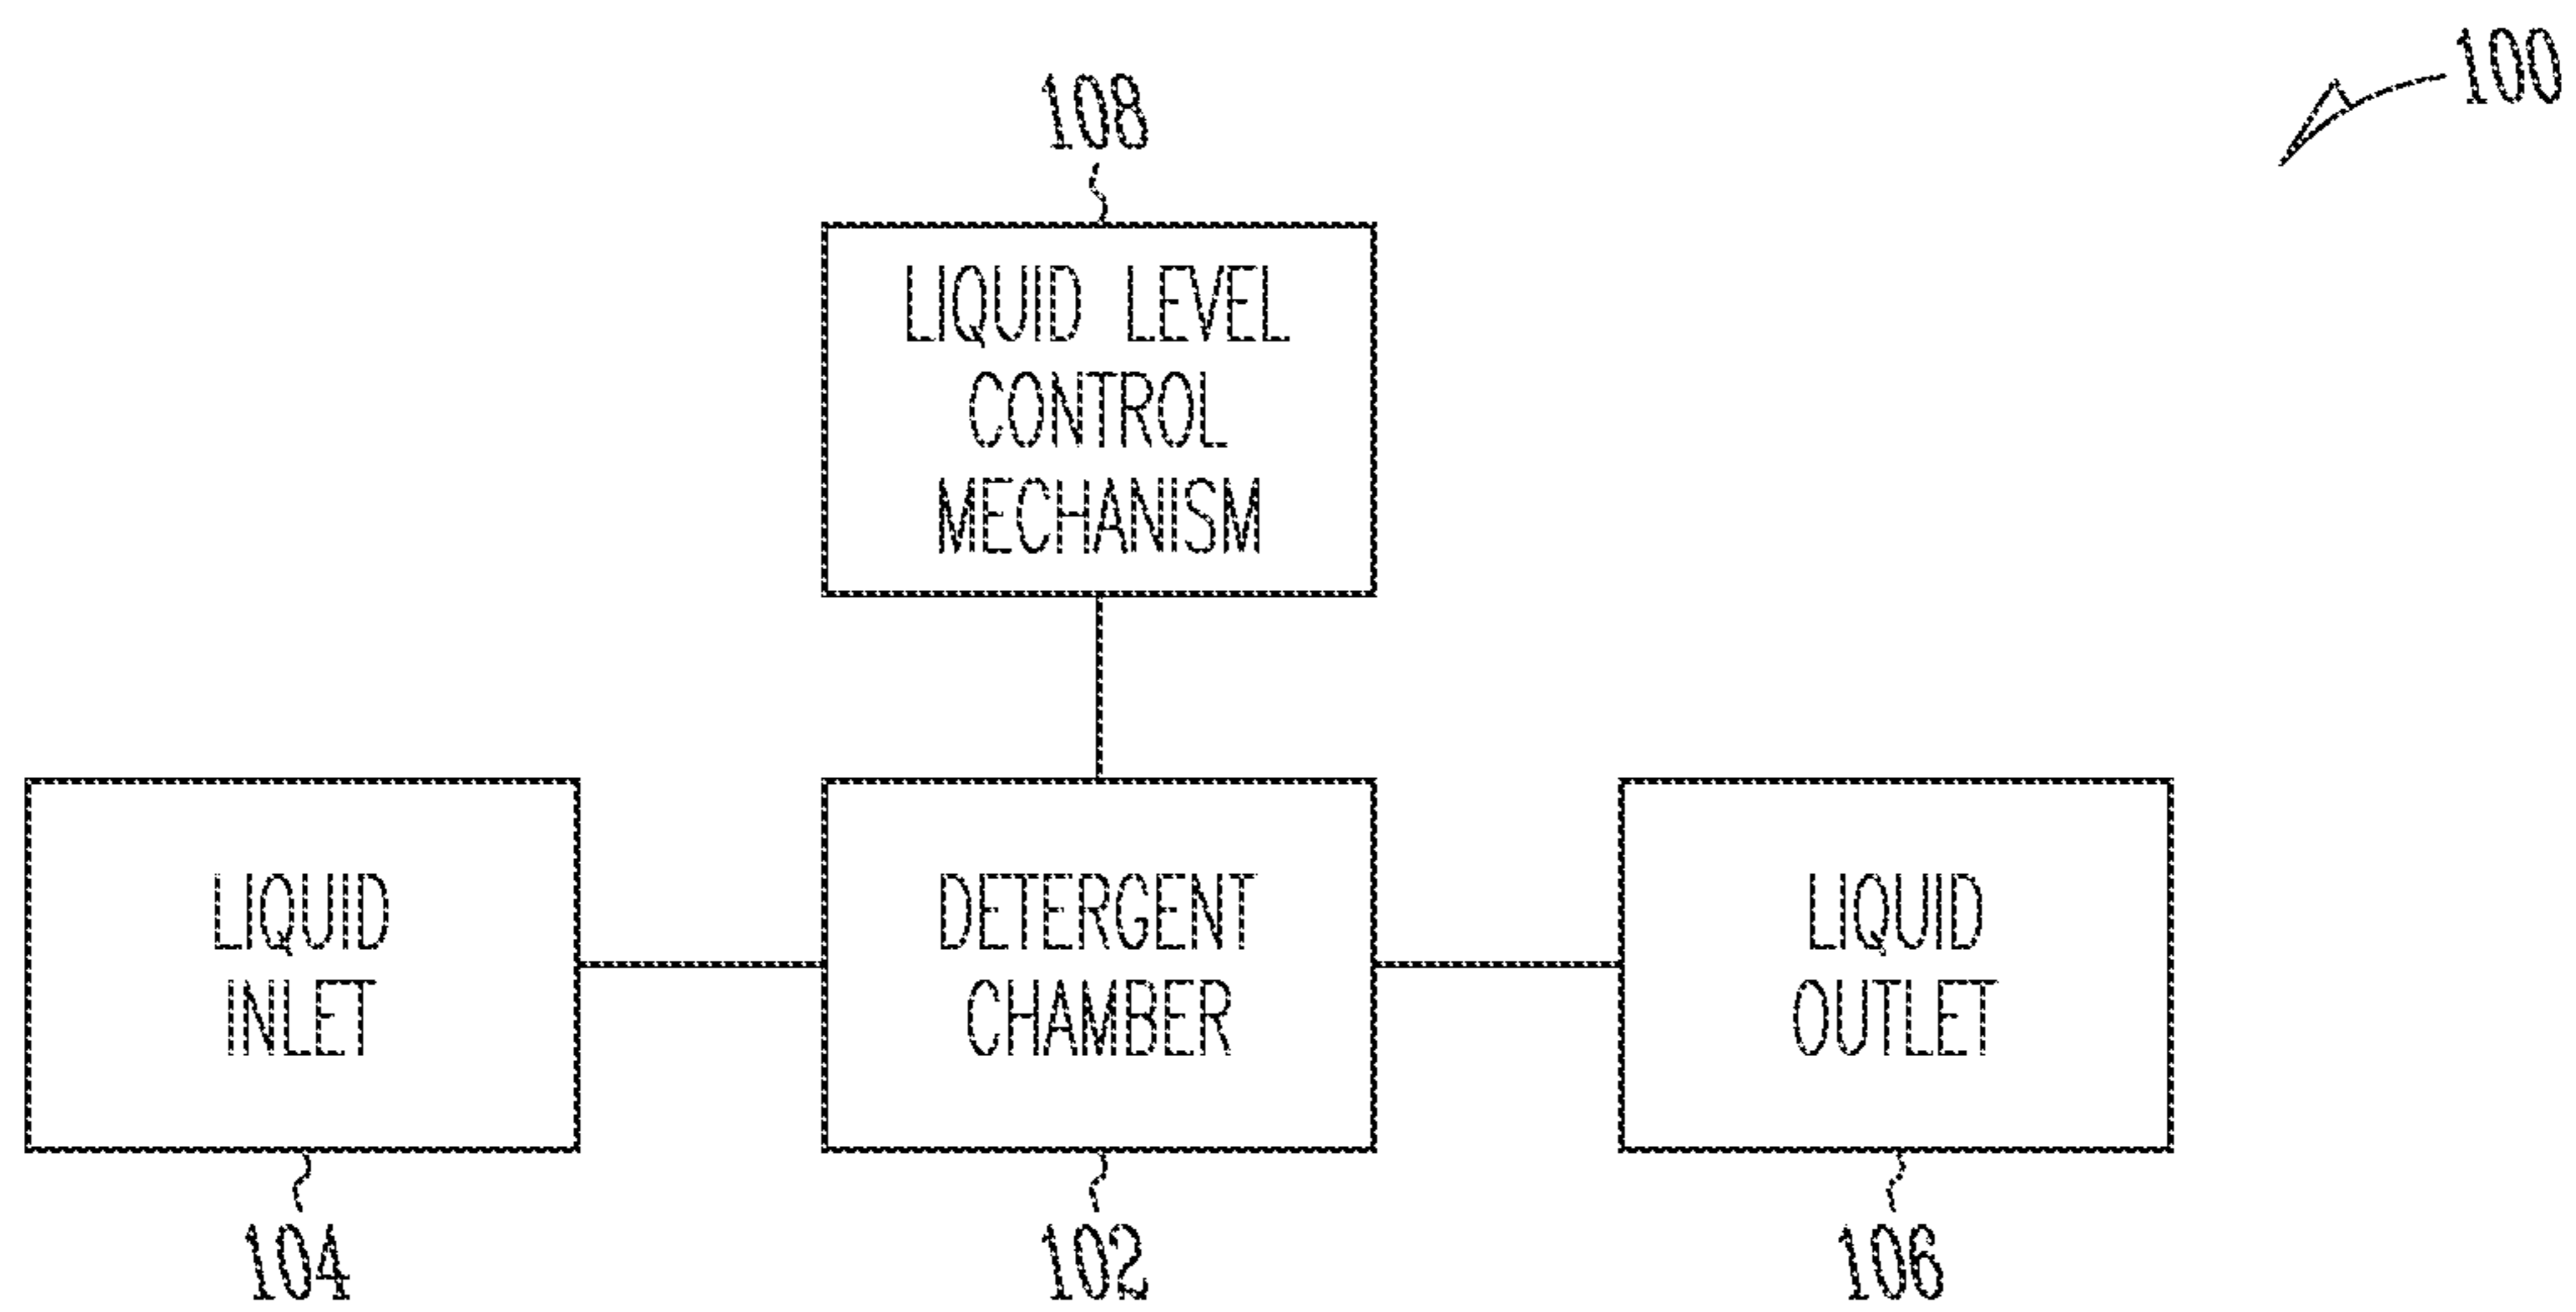 100
108
LIQUID LEVEL
CONTROL
MECHANISM
LIQUID
INLET
DETERGENT
CHAMBER
LIQUID
OUTLET
104
102
106